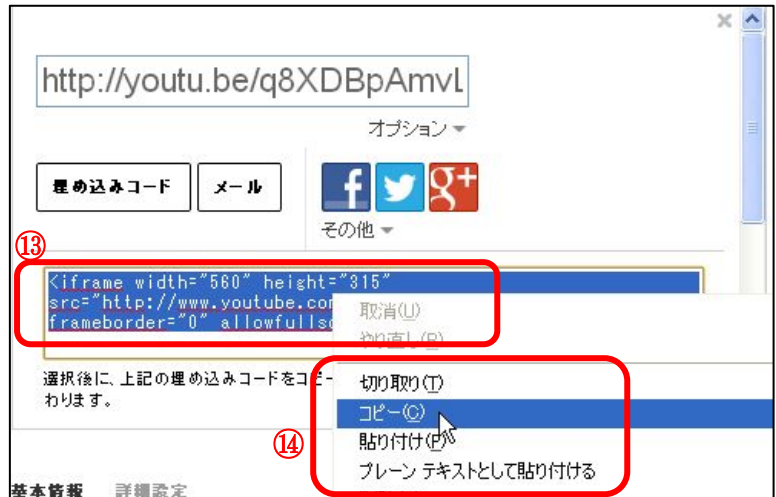 http://youtu.be/q8XDBpAmvL
オプション
埋め込みコード メール
f g+
その他
⑬
<iframe width="560" height="315"
src="http://www.youtube.com
frameborder="0" allowfullsc
取消(U)
やり直し(R)
選択後に、上記の埋め込みコードをコピー
わります。
切り取り(T)
コピー(C)
貼り付け(P)
プレーン テキストとして貼り付ける
⑭
基本情報 詳細設定